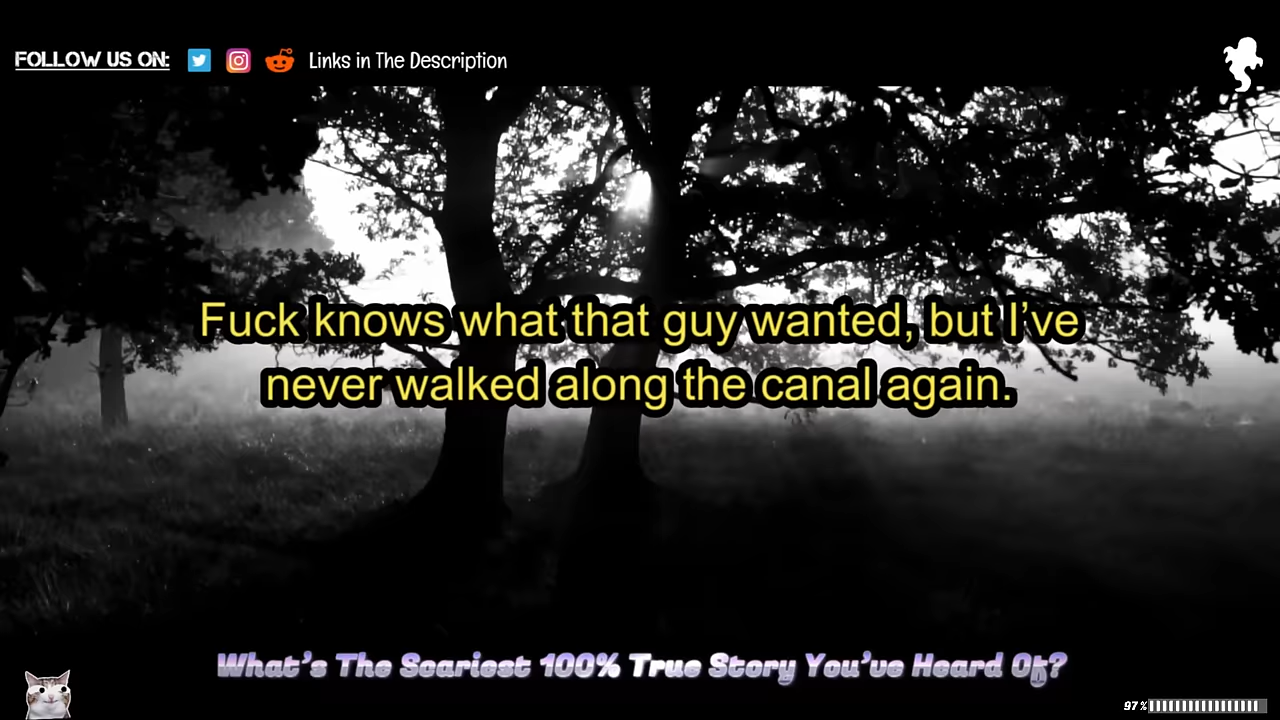 FOLLOW US ON: Links in The Description
Fuck knows what that guy wanted, but I've
never walked along the canal again.
What's The Scariest 100% True Story You've Heard Of?
97%